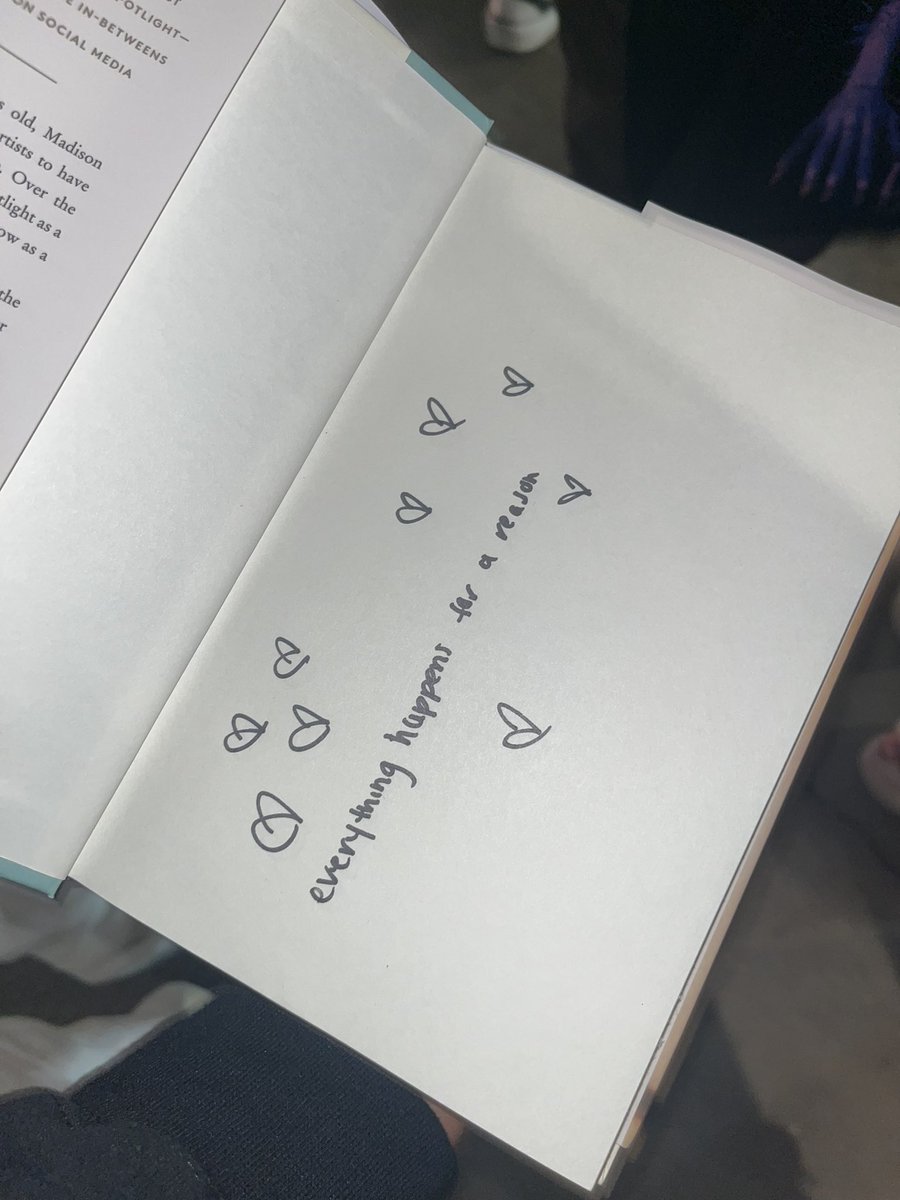 OTLIGHT—
E IN-BETWEENS
ON SOCIAL MEDIA
old, Madison
rtists to have
Over the
tlight as a
ow as a
the
r
everything happens for a reason